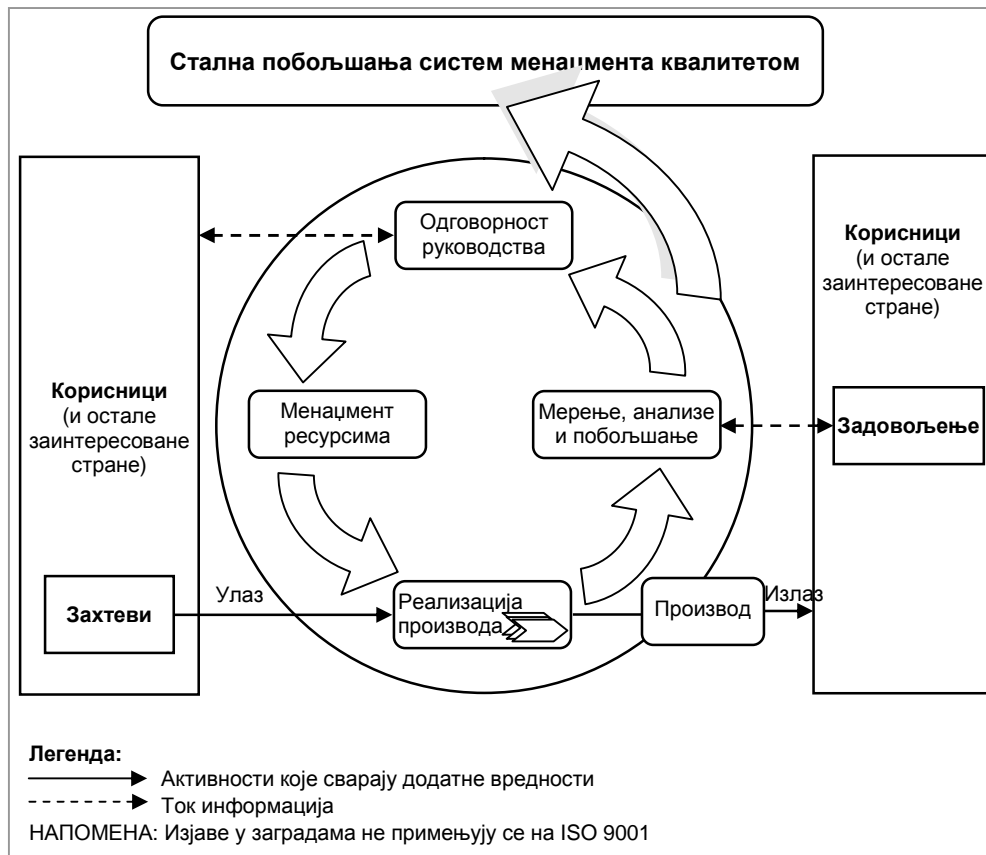 Стална побољшања систем менаџмента квалитетом
Одговорност
руководства
Корисници
(и остале
заинтересоване
стране)
Корисници
(и остале
заинтересоване
стране)
Менаџмент
ресурсима
Мерење, анализе
и побољшање
Задовољење
Захтеви
Улаз
Реализација
производа
Производ
Излаз
Легенда:
Активности које сварају додатне вредности
Ток информација
НАПОМЕНА: Изјаве у заградама не примењују се на ISO 9001